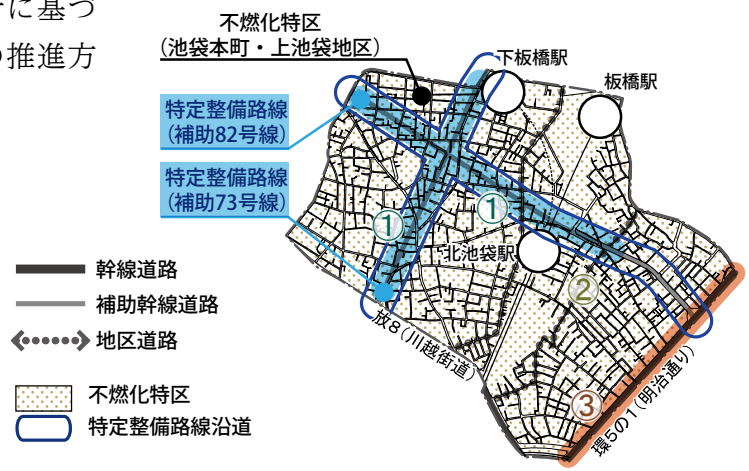 に基づ
推進方
不燃化特区
(池袋本町・上池袋地区)
下板橋駅
板橋駅
特定整備路線
(補助82号線)
特定整備路線
(補助73号線)
①
①
北池袋駅
②
③
放8(川越街道)
環5の1(明治通り)
幹線道路
補助幹線道路
地区道路
不燃化特区
特定整備路線沿道